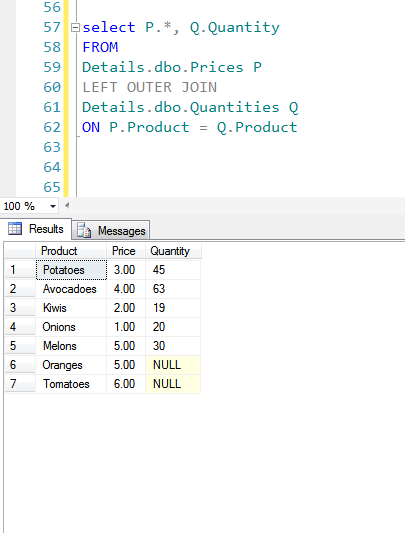 56
57 select P.*, Q.Quantity
58 FROM
59 Details.dbo.Prices P
60 LEFT OUTER JOIN
61 Details.dbo.Quantities Q
62 ON P.Product = Q.Product
63
64
65
100 %
Results Messages
Product Price Quantity
1 Potatoes 3.00 45
2 Avocadoes 4.00 63
3 Kiwis 2.00 19
4 Onions 1.00 20
5 Melons 5.00 30
6 Oranges 5.00 NULL
7 Tomatoes 6.00 NULL